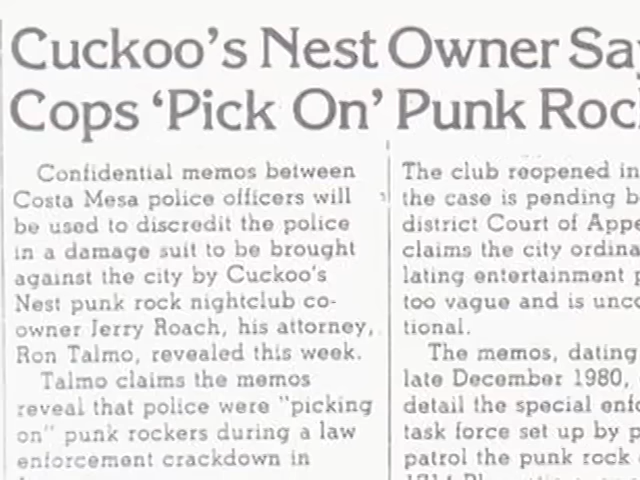 Cuckoo's Nest Owner Say
Cops 'Pick On' Punk Roc
Confidential memos between
Costa Mesa police officers will
be used to discredit the police
in a damage suit to be brought
against the city by Cuckoo's
Nest punk rock nightclub co-
owner Jerry Roach, his attorney,
Ron Talmo, revealed this week.
Talmo claims the memos
reveal that police were "picking
on" punk rockers during a law
enforcement crackdown in
The club reopened in
the case is pending b
district Court of Appe
claims the city ordina
lating entertainment p
too vague and is unco
tional.
The memos, dating
late December 1980,
detail the special enfo
task force set up by p
patrol the punk rock